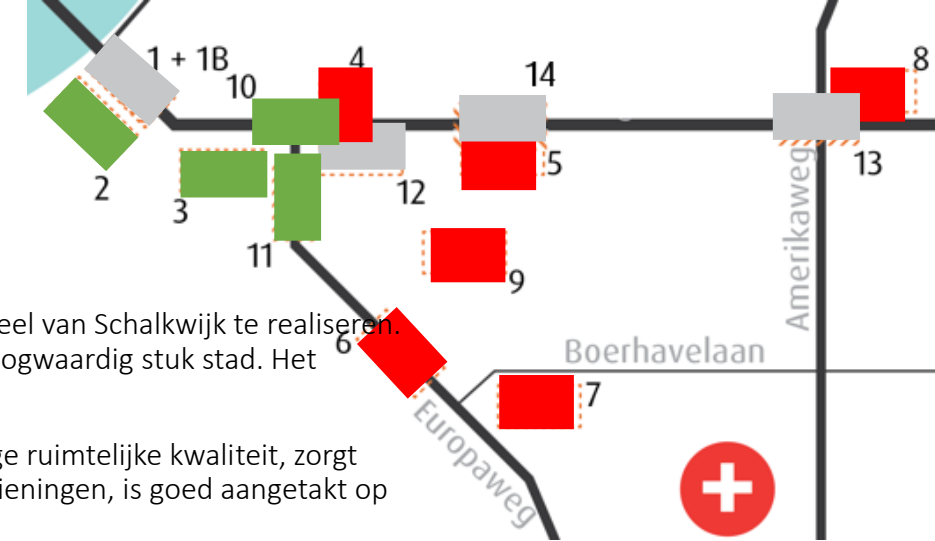 1 + 1B
4
8
10
14
2
3
12
5
13
11
9
Amerikaweg
eel van Schalkwijk te realiseren.
6
Boerhavelaan
oogwaardig stuk stad. Het
7
Europaweg
ge ruimtelijke kwaliteit, zorgt
ieningen, is goed aangetakt op